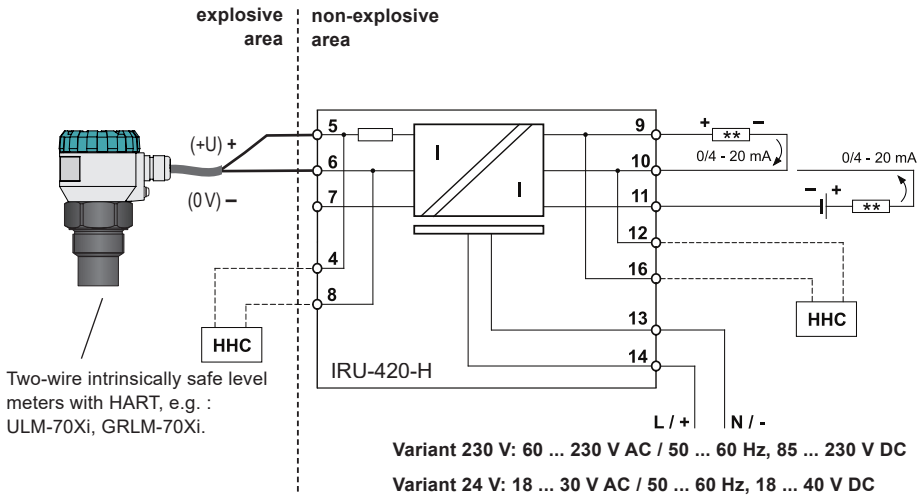 explosive area
non-explosive area
(+U) +
(0 V) –
5
6
7
4
8
I
I
9
10
11
12
16
13
14
+ ** –
0/4 - 20 mA
0/4 - 20 mA
– +
**
HHC
HHC
IRU-420-H
Two-wire intrinsically safe level
meters with HART, e.g. :
ULM-70Xi, GRLM-70Xi.
L / +
N / -
Variant 230 V: 60 ... 230 V AC / 50 ... 60 Hz, 85 ... 230 V DC
Variant 24 V: 18 ... 30 V AC / 50 ... 60 Hz, 18 ... 40 V DC